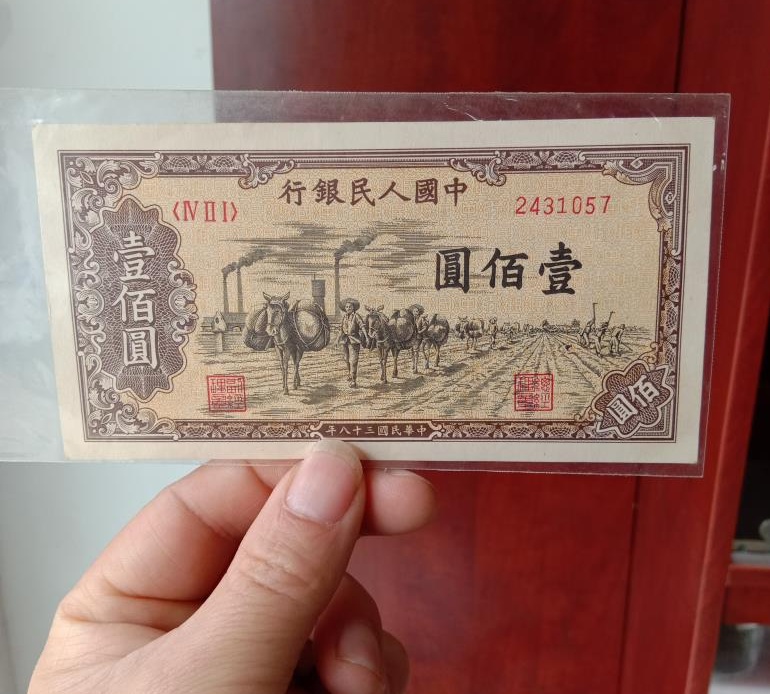 行銀民人國中
〈Ⅳ Ⅱ Ⅰ〉
2431057
圓佰壹
壹佰圓
佰圓
年八十三國民華中